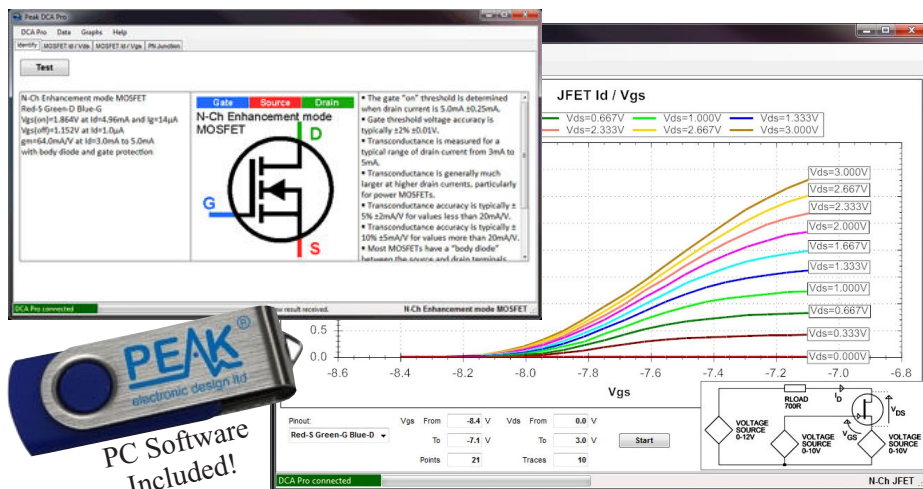 Peak DCA Pro
DCA Pro Data Graphs Help
Identify MOSFET Id / Vds MOSFET Id / Vgs PN Junction
Test
N-Ch Enhancement mode MOSFET
Red-S Green-D Blue-G
Vgs(on)=1.864V at Id=4.96mA and Ig=14µA
Vgs(off)=1.152V at Id=1.0µA
gm=64.0mA/V at Id=3.0mA to 5.0mA
with body diode and gate protection
Gate Source Drain
N-Ch Enhancement mode
MOSFET
D
G
S
• The gate "on" threshold is determined
when drain current is 5.0mA ±0.25mA.
• Gate threshold voltage accuracy is
typically ±2% ±0.01V.
• Transconductance is measured for a
typical range of drain current from 3mA to
5mA.
• Transconductance is generally much
larger at higher drain currents, particularly
for power MOSFETs.
• Transconductance accuracy is typically ±
5% ±2mA/V for values less than 20mA/V.
• Transconductance accuracy is typically ±
10% ±5mA/V for values more than 20mA/V.
• Most MOSFETs have a "body diode"
between the source and drain terminals
DCA Pro connected
new result received.
N-Ch Enhancement mode MOSFET
JFET Id / Vgs
Vds=0.667V Vds=1.000V Vds=1.333V
Vds=2.333V Vds=2.667V Vds=3.000V
Vds=3.000V
Vds=2.667V
Vds=2.333V
Vds=2.000V
Vds=1.667V
Vds=1.333V
Vds=1.000V
Vds=0.667V
Vds=0.333V
Vds=0.000V
0.5
0.0
-8.6 -8.4 -8.2 -8.0 -7.8 -7.6 -7.4 -7.2 -7.0 -6.8
Vgs
Pinout:
Red-S Green-G Blue-D
Vgs From -8.4 V Vds From 0.0 V
To -7.1 V To 3.0 V
Start
Points 21 Traces 10
RLOAD
700R
ID
VDS
VGS
VOLTAGE
SOURCE
0-12V
VOLTAGE
SOURCE
0-10V
VOLTAGE
SOURCE
0-10V
DCA Pro connected
N-Ch JFET
PEAK®
electronic design ltd
PC Software
Included!